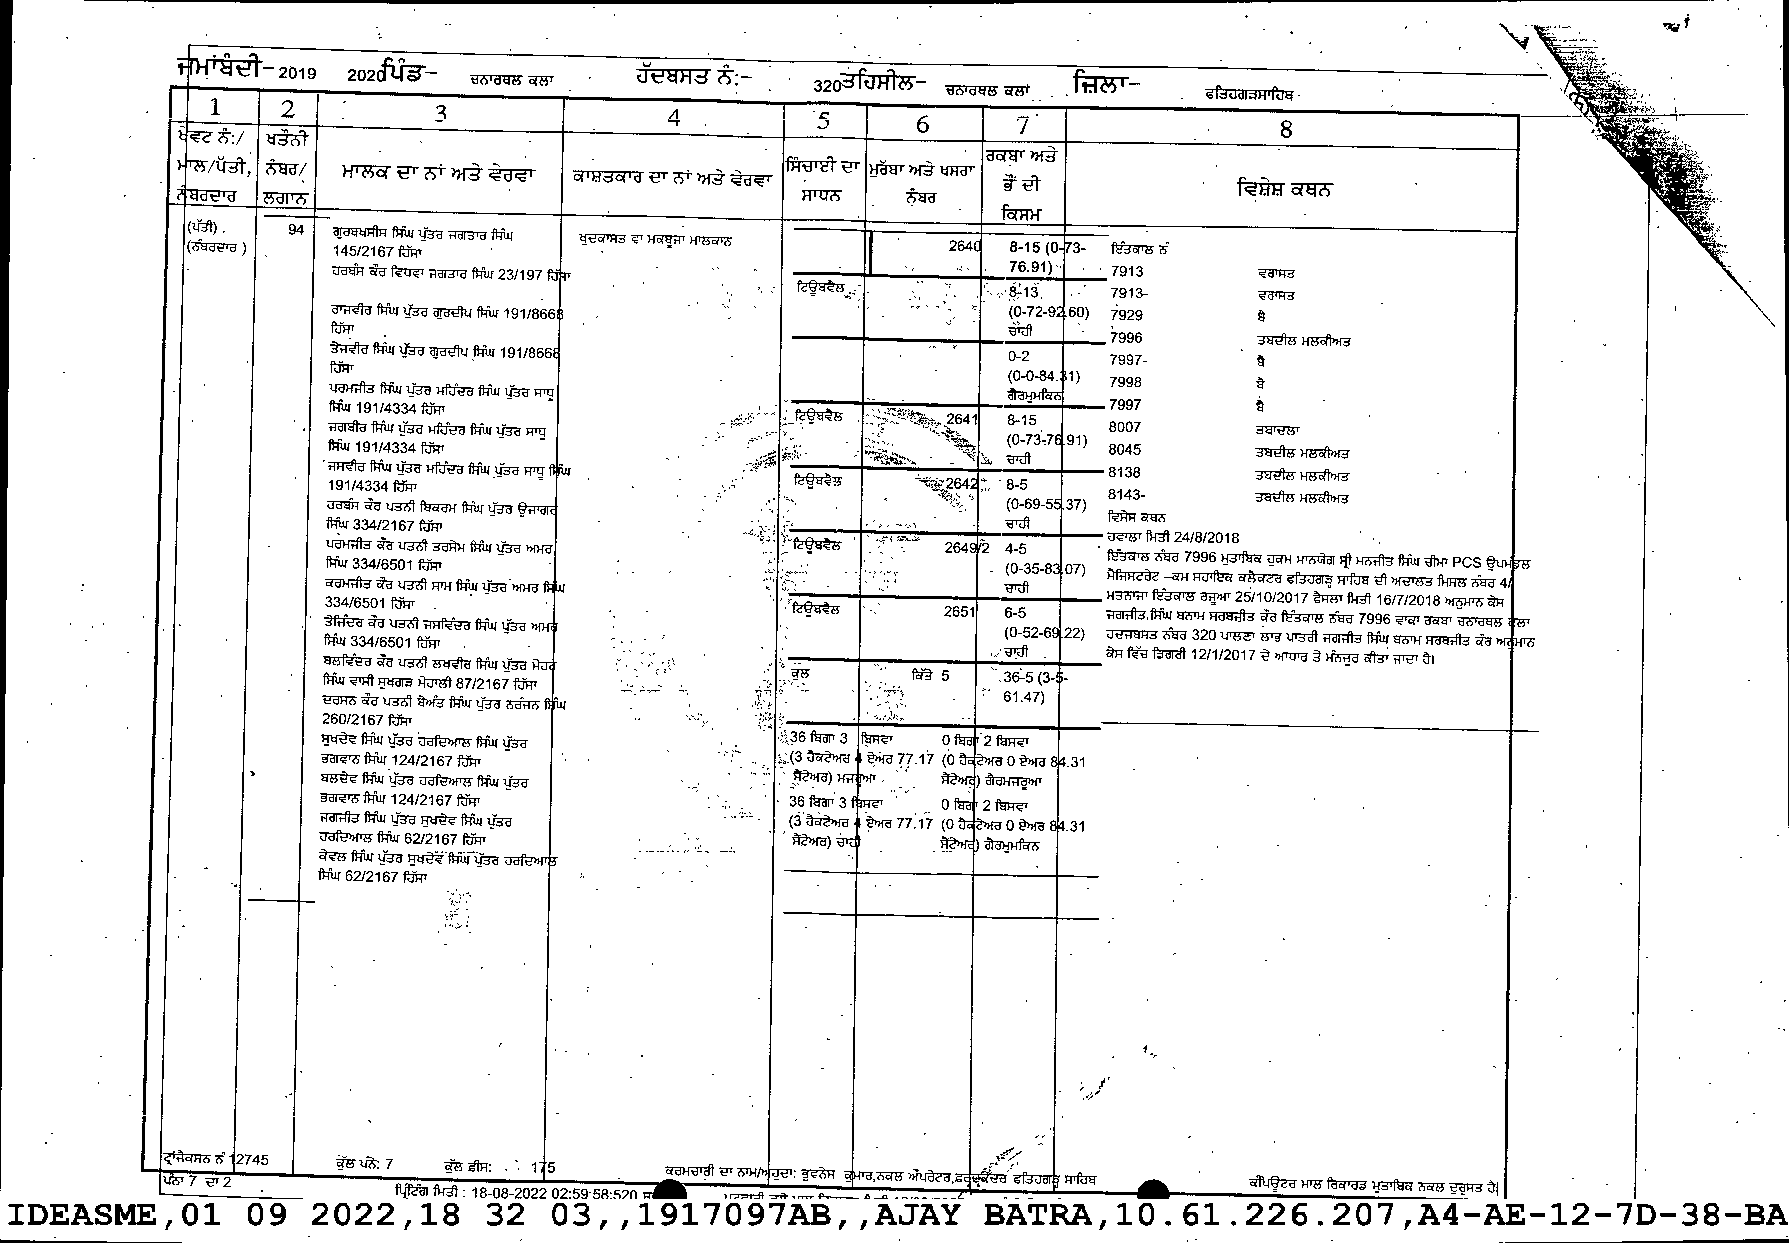 ਜਮਾਂਬੰਦੀ- 2019 2020 ਪਿੰਡ- ਚਨਾਰਥਲ ਕਲਾ ਹੱਦਬਸਤ ਨੰ:- 320 ਤਹਿਸੀਲ- ਚਨਾਰਥਲ ਕਲਾਂ ਜ਼ਿਲਾ- ਫਤਿਹਗੜਸਾਹਿਬ
1 2 3 4 5 6 7 8
ਖੇਵਟ ਨੰ:/
ਮਾਲ/ਪੱਤੀ,
ਨੰਬਰਦਾਰ
ਖਤੌਨੀ
ਨੰਬਰ/
ਲਗਾਨ
ਮਾਲਕ ਦਾ ਨਾਂ ਅਤੇ ਵੇਰਵਾ
ਕਾਸ਼ਤਕਾਰ ਦਾ ਨਾਂ ਅਤੇ ਵੇਰਵਾ
ਸਿੰਚਾਈ ਦਾ
ਸਾਧਨ
ਮੁਰੱਬਾ ਅਤੇ ਖਸਰਾ
ਨੰਬਰ
ਰਕਬਾ ਅਤੇ
ਭੌਂ ਦੀ
ਕਿਸਮ
ਵਿਸ਼ੇਸ਼ ਕਥਨ
(ਪੱਤੀ)
(ਨੰਬਰਦਾਰ )
94
ਗੁਰਬਖਸੀਸ ਸਿੰਘ ਪੁੱਤਰ ਜਗਤਾਰ ਸਿੰਘ
145/2167 ਹਿੱਸਾ
ਹਰਬੰਸ ਕੌਰ ਵਿਧਵਾ ਜਗਤਾਰ ਸਿੰਘ 23/197 ਹਿੱਸਾ
ਰਾਜਵੀਰ ਸਿੰਘ ਪੁੱਤਰ ਗੁਰਦੀਪ ਸਿੰਘ 191/8668
ਹਿੱਸਾ
ਤੇਜਵੀਰ ਸਿੰਘ ਪੁੱਤਰ ਗੁਰਦੀਪ ਸਿੰਘ 191/8668
ਹਿੱਸਾ
ਪਰਮਜੀਤ ਸਿੰਘ ਪੁੱਤਰ ਮਹਿੰਦਰ ਸਿੰਘ ਪੁੱਤਰ ਸਾਧੂ
ਸਿੰਘ 191/4334 ਹਿੱਸਾ
ਜਗਬੀਰ ਸਿੰਘ ਪੁੱਤਰ ਮਹਿੰਦਰ ਸਿੰਘ ਪੁੱਤਰ ਸਾਧੂ
ਸਿੰਘ 191/4334 ਹਿੱਸਾ
ਜਸਵੀਰ ਸਿੰਘ ਪੁੱਤਰ ਮਹਿੰਦਰ ਸਿੰਘ ਪੁੱਤਰ ਸਾਧੂ ਸਿੰਘ
191/4334 ਹਿੱਸਾ
ਹਰਬੰਸ ਕੌਰ ਪਤਨੀ ਬਿਕਰਮ ਸਿੰਘ ਪੁੱਤਰ ਉਜਾਗਰ
ਸਿੰਘ 334/2167 ਹਿੱਸਾ
ਪਰਮਜੀਤ ਕੌਰ ਪਤਨੀ ਤਰਸੇਮ ਸਿੰਘ ਪੁੱਤਰ ਅਮਰ
ਸਿੰਘ 334/6501 ਹਿੱਸਾ
ਕਰਮਜੀਤ ਕੌਰ ਪਤਨੀ ਸਾਮ ਸਿੰਘ ਪੁੱਤਰ ਅਮਰ ਸਿੰਘ
334/6501 ਹਿੱਸਾ
ਤੇਜਿੰਦਰ ਕੌਰ ਪਤਨੀ ਜਸਵਿੰਦਰ ਸਿੰਘ ਪੁੱਤਰ ਅਮਰ
ਸਿੰਘ 334/6501 ਹਿੱਸਾ
ਬਲਵਿੰਦਰ ਕੌਰ ਪਤਨੀ ਲਖਵੀਰ ਸਿੰਘ ਪੁੱਤਰ ਮੇਹਰ
ਸਿੰਘ ਵਾਸੀ ਸੁਖਗੜ ਮੋਹਾਲੀ 87/2167 ਹਿੱਸਾ
ਦਰਸਨ ਕੌਰ ਪਤਨੀ ਬੇਅੰਤ ਸਿੰਘ ਪੁੱਤਰ ਨਰੰਜਨ ਸਿੰਘ
260/2167 ਹਿੱਸਾ
ਸੁਖਦੇਵ ਸਿੰਘ ਪੁੱਤਰ ਹਰਦਿਆਲ ਸਿੰਘ ਪੁੱਤਰ
ਭਗਵਾਨ ਸਿੰਘ 124/2167 ਹਿੱਸਾ
ਬਲਦੇਵ ਸਿੰਘ ਪੁੱਤਰ ਹਰਦਿਆਲ ਸਿੰਘ ਪੁੱਤਰ
ਭਗਵਾਨ ਸਿੰਘ 124/2167 ਹਿੱਸਾ
ਜਗਜੀਤ ਸਿੰਘ ਪੁੱਤਰ ਸੁਖਦੇਵ ਸਿੰਘ ਪੁੱਤਰ
ਹਰਦਿਆਲ ਸਿੰਘ 62/2167 ਹਿੱਸਾ
ਕੇਵਲ ਸਿੰਘ ਪੁੱਤਰ ਸੁਖਦੇਵ ਸਿੰਘ ਪੁੱਤਰ ਹਰਦਿਆਲ
ਸਿੰਘ 62/2167 ਹਿੱਸਾ
ਖੁਦਕਾਸਤ ਵਾ ਮਕਬੂਜਾ ਮਾਲਕਾਨ
2640 8-15 (0-73-
76.91)
ਟਿਊਬਵੈਲ 8-13
(0-72-92.60)
ਚਾਹੀ
0-2
(0-0-84.31)
ਗੈਰਮੁਮਕਿਨ
ਟਿਊਬਵੈਲ 2641 8-15
(0-73-76.91)
ਚਾਹੀ
ਟਿਊਬਵੈਲ 2642 8-5
(0-69-55.37)
ਚਾਹੀ
ਟਿਊਬਵੈਲ 2649/2 4-5
(0-35-83.07)
ਚਾਹੀ
ਟਿਊਬਵੈਲ 2651 6-5
(0-52-69.22)
ਚਾਹੀ
ਕੁੱਲ ਕਿੱਤੇ 5 36-5 (3-5-
61.47)
36 ਬਿਗਾ 3 ਬਿਸਵਾ 0 ਬਿਗਾ 2 ਬਿਸਵਾ
(3 ਹੈਕਟੇਅਰ 4 ਏਅਰ 77.17 (0 ਹੈਕਟੇਅਰ 0 ਏਅਰ 84.31
ਸੈਂਟੇਅਰ) ਮਜਰੂਆ ਸੈਂਟੇਅਰ) ਗੈਰਮਜਰੂਆ
36 ਬਿਗਾ 3 ਬਿਸਵਾ 0 ਬਿਗਾ 2 ਬਿਸਵਾ
(3 ਹੈਕਟੇਅਰ 4 ਏਅਰ 77.17 (0 ਹੈਕਟੇਅਰ 0 ਏਅਰ 84.31
ਸੈਂਟੇਅਰ) ਚਾਹੀ ਸੈਂਟੇਅਰ) ਗੈਰਮੁਮਕਿਨ
ਇੰਤਕਾਲ ਨੰ
7913 ਵਰਾਸਤ
7913- ਵਰਾਸਤ
7929 ਬੈ
7996 ਤਬਦੀਲ ਮਲਕੀਅਤ
7997- ਬੈ
7998 ਬੈ
7997 ਬੈ
8007 ਤਬਾਦਲਾ
8045 ਤਬਦੀਲ ਮਲਕੀਅਤ
8138 ਤਬਦੀਲ ਮਲਕੀਅਤ
8143- ਤਬਦੀਲ ਮਲਕੀਅਤ
ਵਿਸੇਸ ਕਥਨ
ਹਵਾਲਾ ਮਿਤੀ 24/8/2018
ਇੰਤਕਾਲ ਨੰਬਰ 7996 ਮੁਤਾਬਿਕ ਹੁਕਮ ਮਾਨਯੋਗ ਸ੍ਰੀ ਮਨਜੀਤ ਸਿੰਘ ਚੀਮਾ PCS ਉਪਮੰਡਲ
ਮੈਜਿਸਟਰੇਟ –ਕਮ ਸਹਾਇਕ ਕਲੈਕਟਰ ਫਤਿਹਗੜ੍ਹ ਸਾਹਿਬ ਦੀ ਅਦਾਲਤ ਮਿਸਲ ਨੰਬਰ 4/
ਮਤਨਾਜਾ ਇੰਤਕਾਲ ਰਜੂਆ 25/10/2017 ਫੈਸਲਾ ਮਿਤੀ 16/7/2018 ਅਨੁਮਾਨ ਕੇਸ
ਜਗਜੀਤ ਸਿੰਘ ਬਨਾਮ ਸਰਬਜੀਤ ਕੌਰ ਇੰਤਕਾਲ ਨੰਬਰ 7996 ਵਾਕਾ ਰਕਬਾ ਚਨਾਰਥਲ ਕਲਾ
ਹਦਬਸਤ ਨੰਬਰ 320 ਪਾਲਣਾ ਲਾਭ ਪਾਤਰੀ ਜਗਜੀਤ ਸਿੰਘ ਬਨਾਮ ਸਰਬਜੀਤ ਕੌਰ ਅਨੁਮਾਨ
ਕੇਸ ਵਿੱਚ ਡਿਗਰੀ 12/1/2017 ਦੇ ਆਧਾਰ ਤੇ ਮੰਨਜੂਰ ਕੀਤਾ ਜਾਦਾ ਹੈ।
ਟ੍ਰਾਂਜੈਕਸਨ ਨੰ 12745 ਕੁੱਲ ਪੰਨੇ: 7 ਕੁੱਲ ਫ਼ੀਸ: 175 ਕਰਮਚਾਰੀ ਦਾ ਨਾਮ/ਅਹੁਦਾ: ਭੁਵਨੇਸ ਕੁਮਾਰ,ਨਕਲ ਔਪਰੇਟਰ,ਫ਼ਰਦਕੇਂਦਰ ਫਤਿਹਗੜ੍ਹ ਸਾਹਿਬ
ਪੰਨਾ 7 ਦਾ 2 ਪ੍ਰਿੰਟਿੰਗ ਮਿਤੀ : 18-08-2022 02:59:58:520 ਕੰਪਿਊਟਰ ਮਾਲ ਰਿਕਾਰਡ ਮੁਤਾਬਿਕ ਨਕਲ ਦੁਰੁਸਤ ਹੈ।
IDEASME,01 09 2022,18 32 03,,1917097AB,,AJAY BATRA,10.61.226.207,A4-AE-12-7D-38-BA